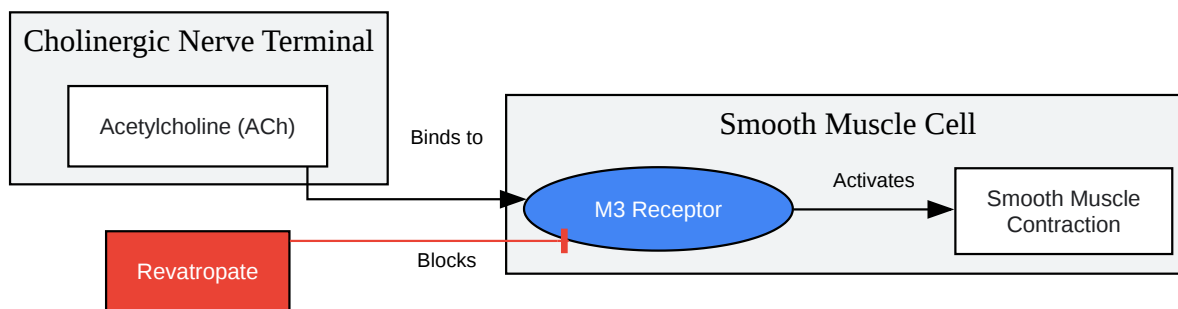 Cholinergic Nerve Terminal
Acetylcholine (ACh)
Binds to
Smooth Muscle Cell
M3 Receptor
Activates
Smooth Muscle
Contraction
Revatropate
Blocks